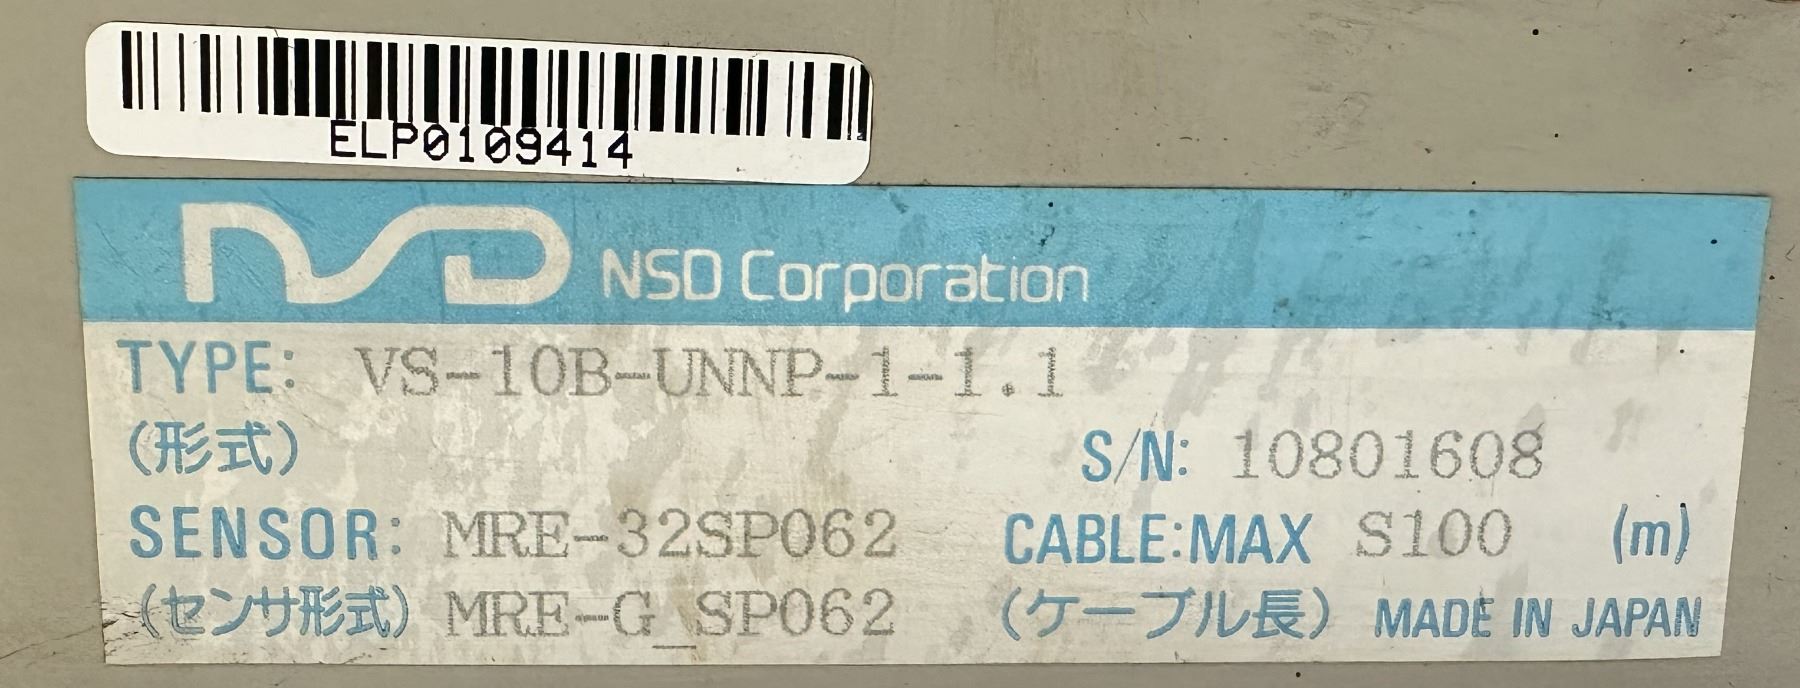 ELP0109414
NSD NSD Corporation
TYPE: VS-10B-UNNP-1-1.1
(形式)
S/N: 10801608
SENSOR: MRE-32SP062 CABLE:MAX S100 (m)
(センサ形式) MRE-G_SP062 (ケーブル長) MADE IN JAPAN